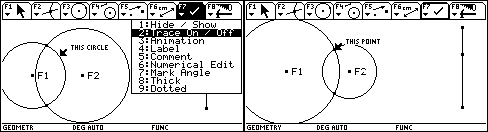 F1 F2 F3 F4 F5 F6 cm F7 F8
THIS CIRCLE
F1 F2
1:Hide / Show
2:Trace On / Off
3:Animation
4:Label
5:Comment
6:Numerical Edit
7:Mark Angle
8:Thick
9:Dotted
GEOMETR DEG AUTO FUNC
F1 F2 F3 F4 F5 F6 cm F7 F8
THIS POINT
F1 F2
GEOMETRY DEG AUTO FUNC